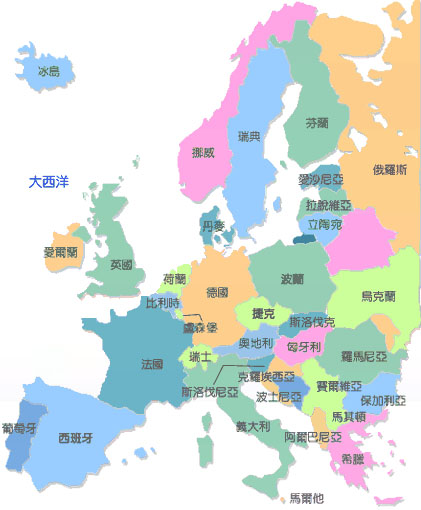 冰島
芬蘭
瑞典
挪威
俄羅斯
大西洋
愛沙尼亞
拉脫維亞
立陶宛
丹麥
愛爾蘭
英國
荷蘭
波蘭
德國
烏克蘭
比利時
捷克
盧森堡
斯洛伐克
奧地利
匈牙利
瑞士
羅馬尼亞
法國
克羅埃西亞
斯洛伐尼亞
賽爾維亞
波士尼亞
保加利亞
馬其頓
葡萄牙
西班牙
義大利
阿爾巴尼亞
希臘
馬爾他